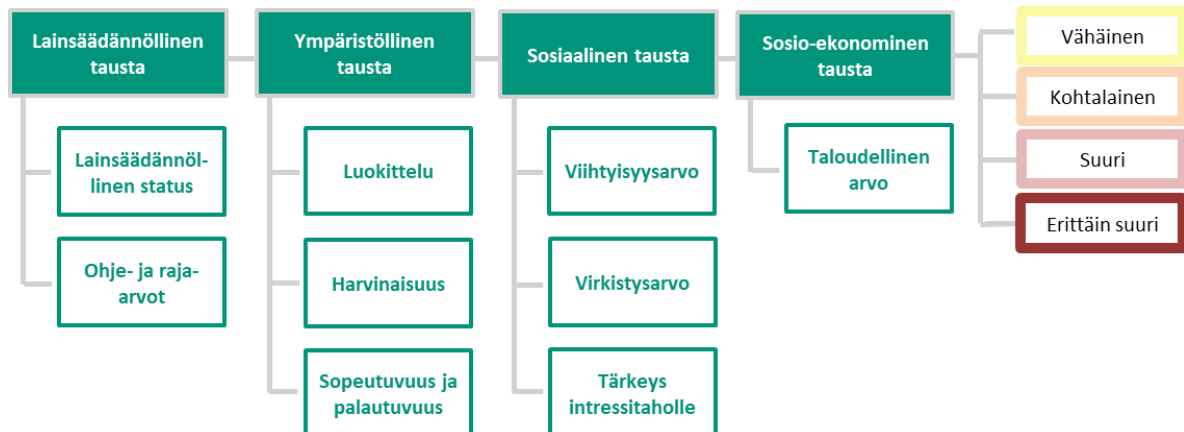 Lainsäädännöllinen
tausta
Lainsäädännöl-
linen status
Ohje- ja raja-
arvot
Ympäristöllinen
tausta
Luokittelu
Harvinaisuus
Sopeutuvuus ja
palautuvuus
Sosiaalinen tausta
Viihtyisyysarvo
Virkistysarvo
Tärkeys
intressitaholle
Sosio-ekonominen
tausta
Taloudellinen
arvo
Vähäinen
Kohtalainen
Suuri
Erittäin suuri